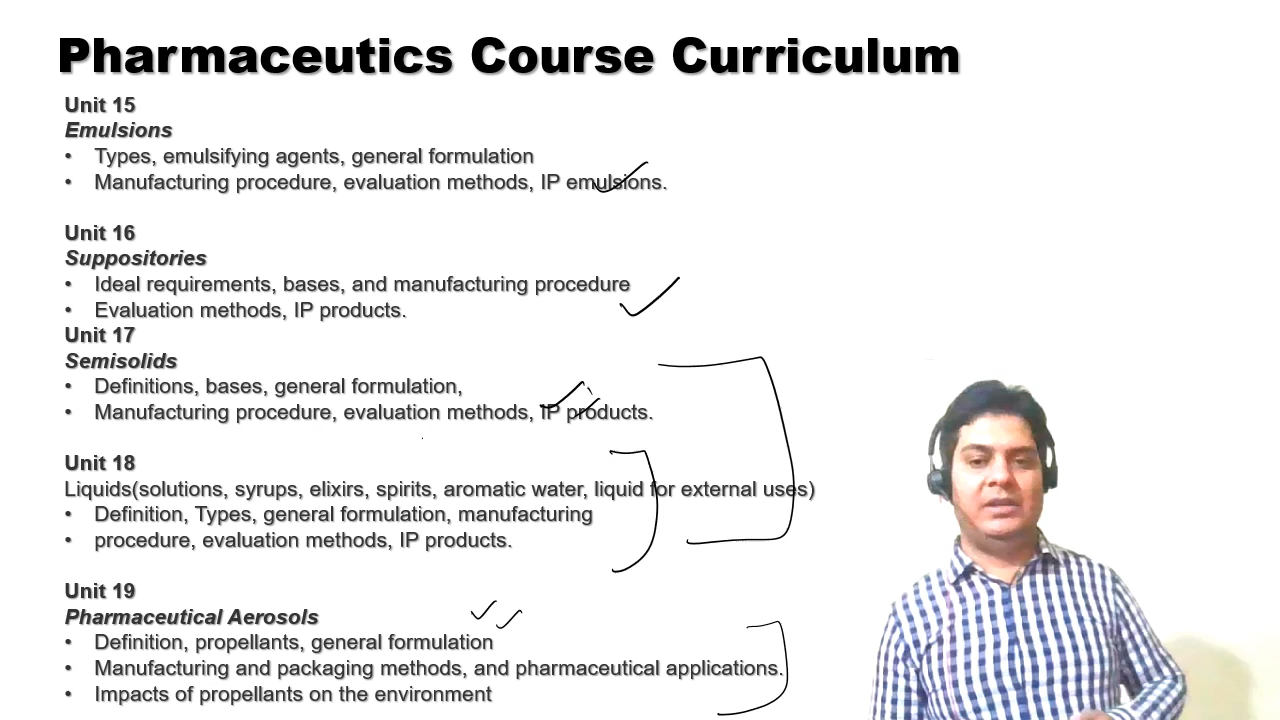 Pharmaceutics Course Curriculum
Unit 15
Emulsions
• Types, emulsifying agents, general formulation
• Manufacturing procedure, evaluation methods, IP emulsions.
Unit 16
Suppositories
• Ideal requirements, bases, and manufacturing procedure
• Evaluation methods, IP products.
Unit 17
Semisolids
• Definitions, bases, general formulation,
• Manufacturing procedure, evaluation methods, IP products.
Unit 18
Liquids(solutions, syrups, elixirs, spirits, aromatic water, liquid for external uses)
• Definition, Types, general formulation, manufacturing
• procedure, evaluation methods, IP products.
Unit 19
Pharmaceutical Aerosols
• Definition, propellants, general formulation
• Manufacturing and packaging methods, and pharmaceutical applications.
• Impacts of propellants on the environment